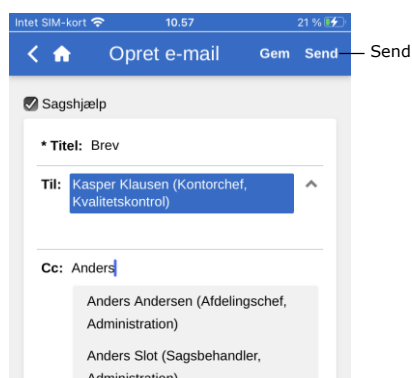 Intet SIM-kort 10.57 21 %
Opret e-mail Gem Send Send
Sagshjælp
* Titel: Brev
Til: Kasper Klausen (Kontorchef,
Kvalitetskontrol)
Cc: Anders
Anders Andersen (Afdelingschef,
Administration)
Anders Slot (Sagsbehandler,
Administration)